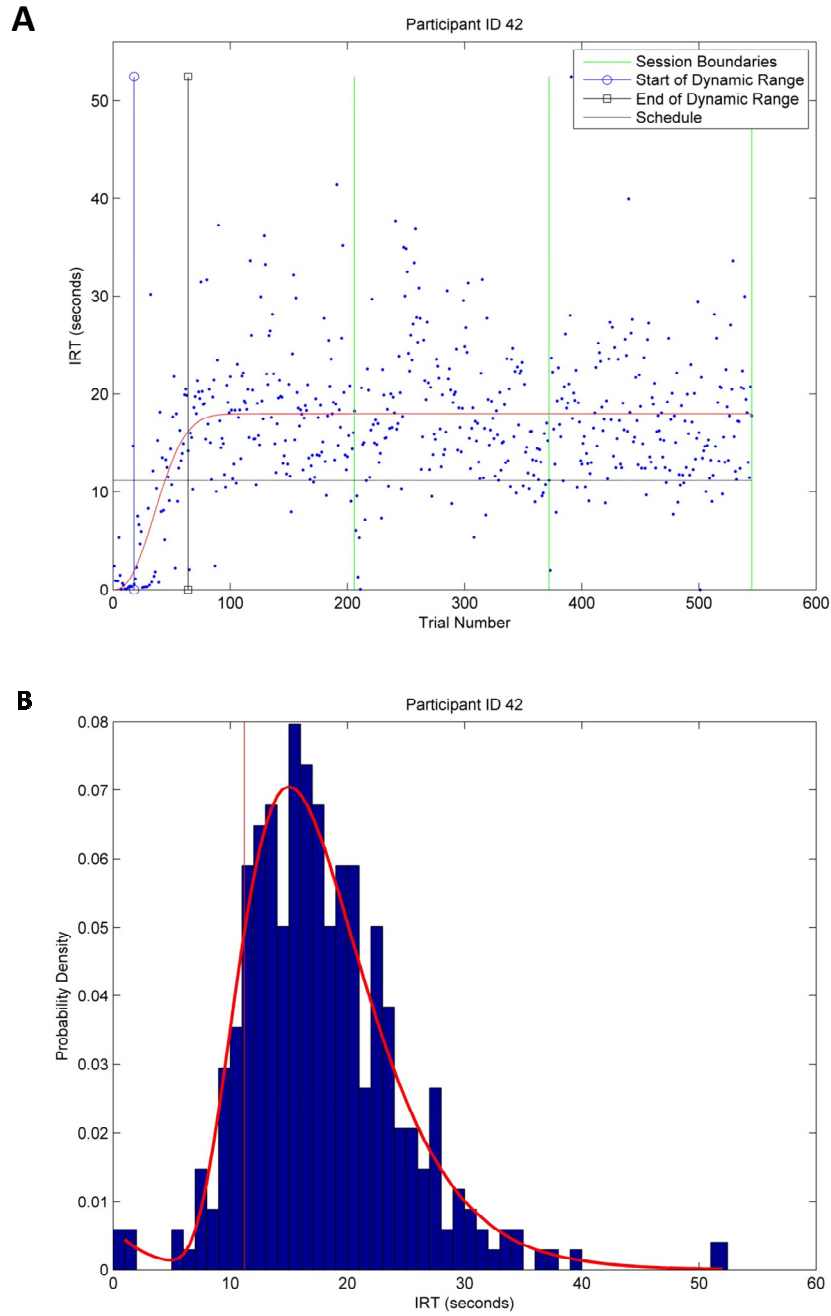 A
Participant ID 42
Session Boundaries
Start of Dynamic Range
End of Dynamic Range
Schedule
IRT (seconds)
50
40
30
20
10
0
0 100 200 300 400 500 600
Trial Number
B
Participant ID 42
Probability Density
0.08
0.07
0.06
0.05
0.04
0.03
0.02
0.01
0
0 10 20 30 40 50 60
IRT (seconds)